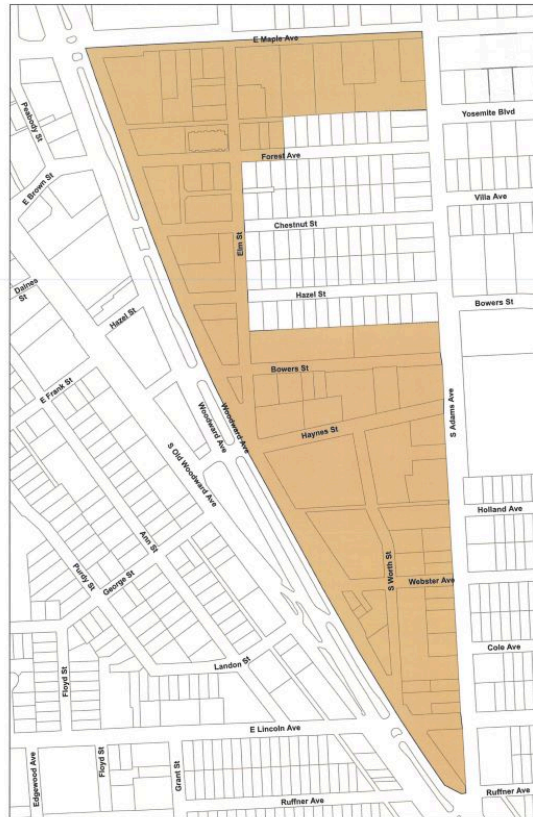 E Maple Ave
Peabody St
Yosemite Blvd
Forest Ave
E Brown St
Villa Ave
Chestnut St
Elm St
Daines St
Hazel St
Bowers St
Hazel St
Bowers St
E Frank St
Woodward Ave
Woodward Ave
S Adams Ave
Haynes St
S Old Woodward Ave
Holland Ave
Ann St
S Worth St
Purdy St
George St
Webster Ave
Cole Ave
Landon St
Floyd St
E Lincoln Ave
Edgewood Ave
Floyd St
Grant St
Ruffner Ave
Ruffner Ave